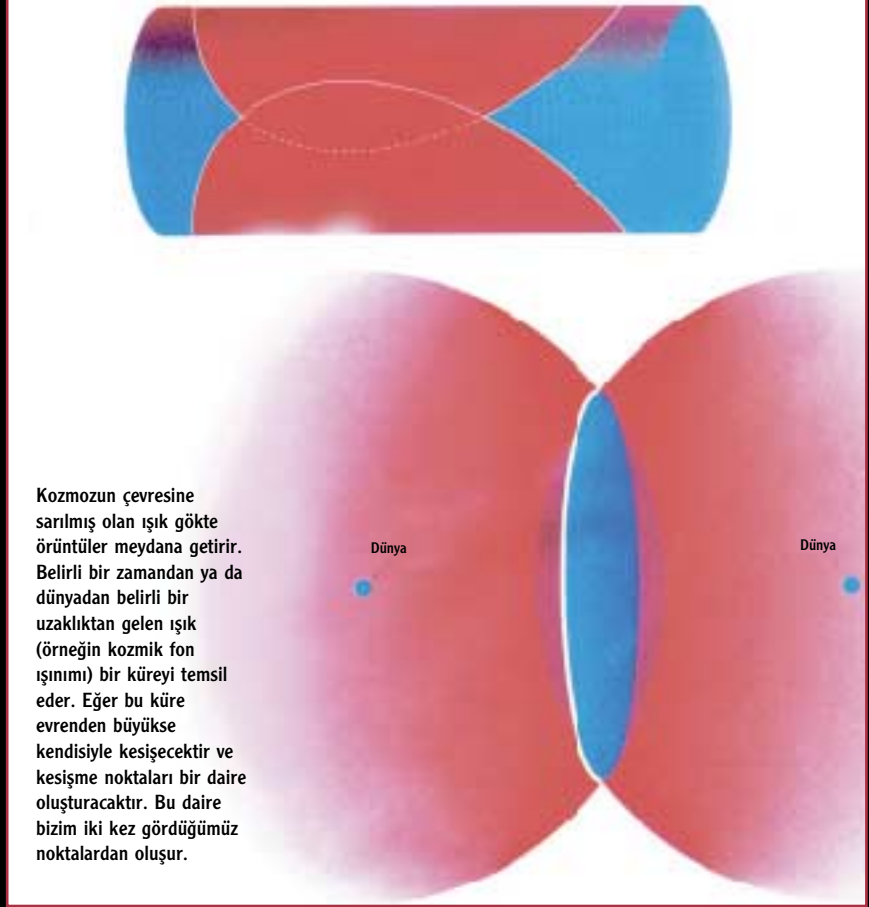 Kozmozun çevresine
sarılmış olan ışık gökte
örüntüler meydana getirir.
Belirli bir zamandan ya da
dünyadan belirli bir
uzaklıktan gelen ışık
(örneğin kozmik fon
ışınımı) bir küreyi temsil
eder. Eğer bu küre
evrenden büyükse
kendisiyle kesişecektir ve
kesişme noktaları bir daire
oluşturacaktır. Bu daire
bizim iki kez gördüğümüz
noktalardan oluşur.
Dünya
Dünya